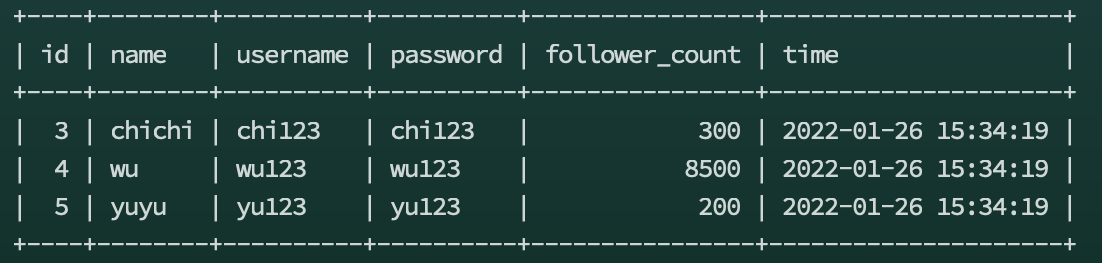 +----+--------+----------+----------+----------------+---------------------+
| id | name   | username | password | follower_count | time                |
+----+--------+----------+----------+----------------+---------------------+
|  3 | chichi | chi123   | chi123   |            300 | 2022-01-26 15:34:19 |
|  4 | wu     | wu123    | wu123    |           8500 | 2022-01-26 15:34:19 |
|  5 | yuyu   | yu123    | yu123    |            200 | 2022-01-26 15:34:19 |
+----+--------+----------+----------+----------------+---------------------+